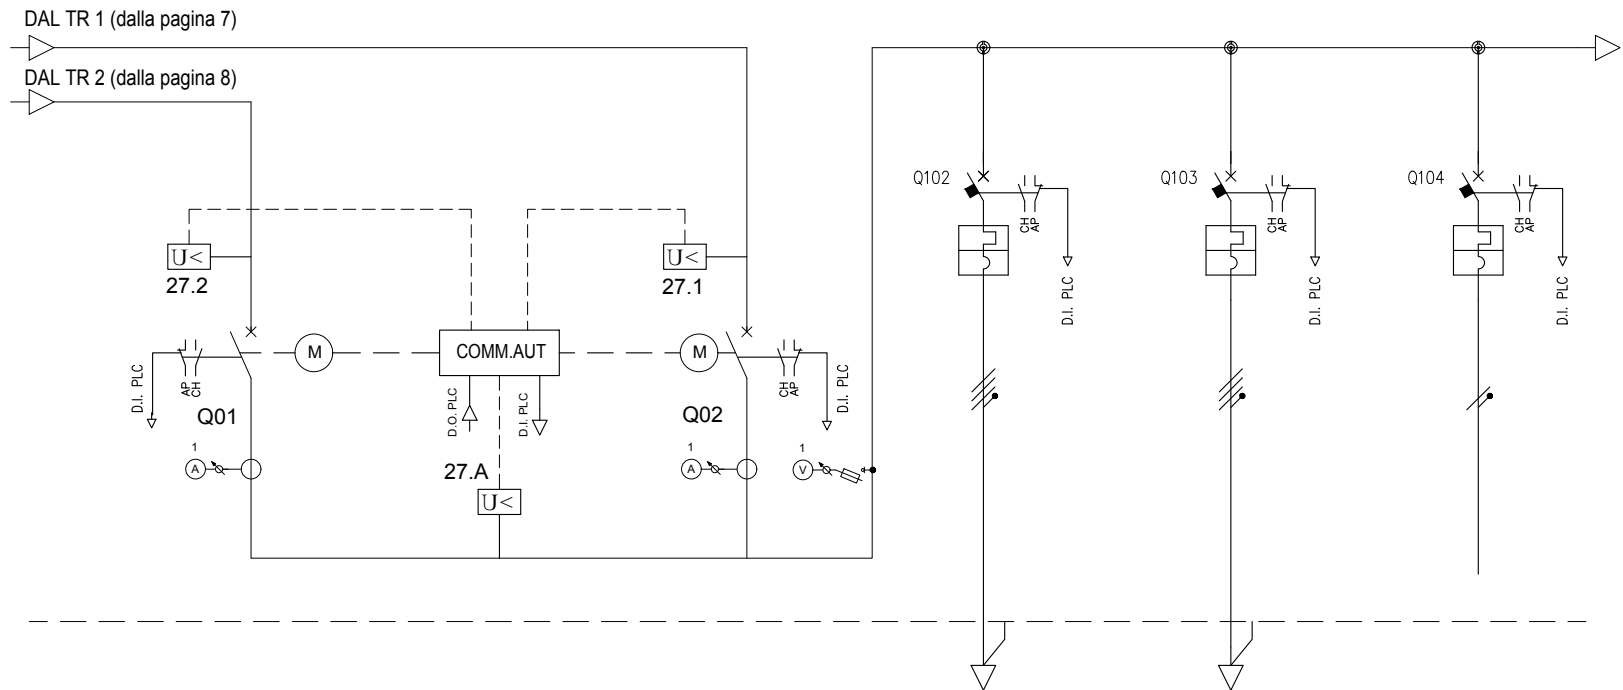 DAL TR 1 (dalla pagina 7)
DAL TR 2 (dalla pagina 8)
Q102
CH
AP
D.I. PLC
Q103
CH
AP
D.I. PLC
Q104
CH
AP
D.I. PLC
U<
27.2
U<
27.1
D.I. PLC
AP
CH
Q01
M
COMM.AUT
D.O. PLC
D.I. PLC
M
Q02
CH
AP
D.I. PLC
1
A
27.A
U<
1
A
1
V